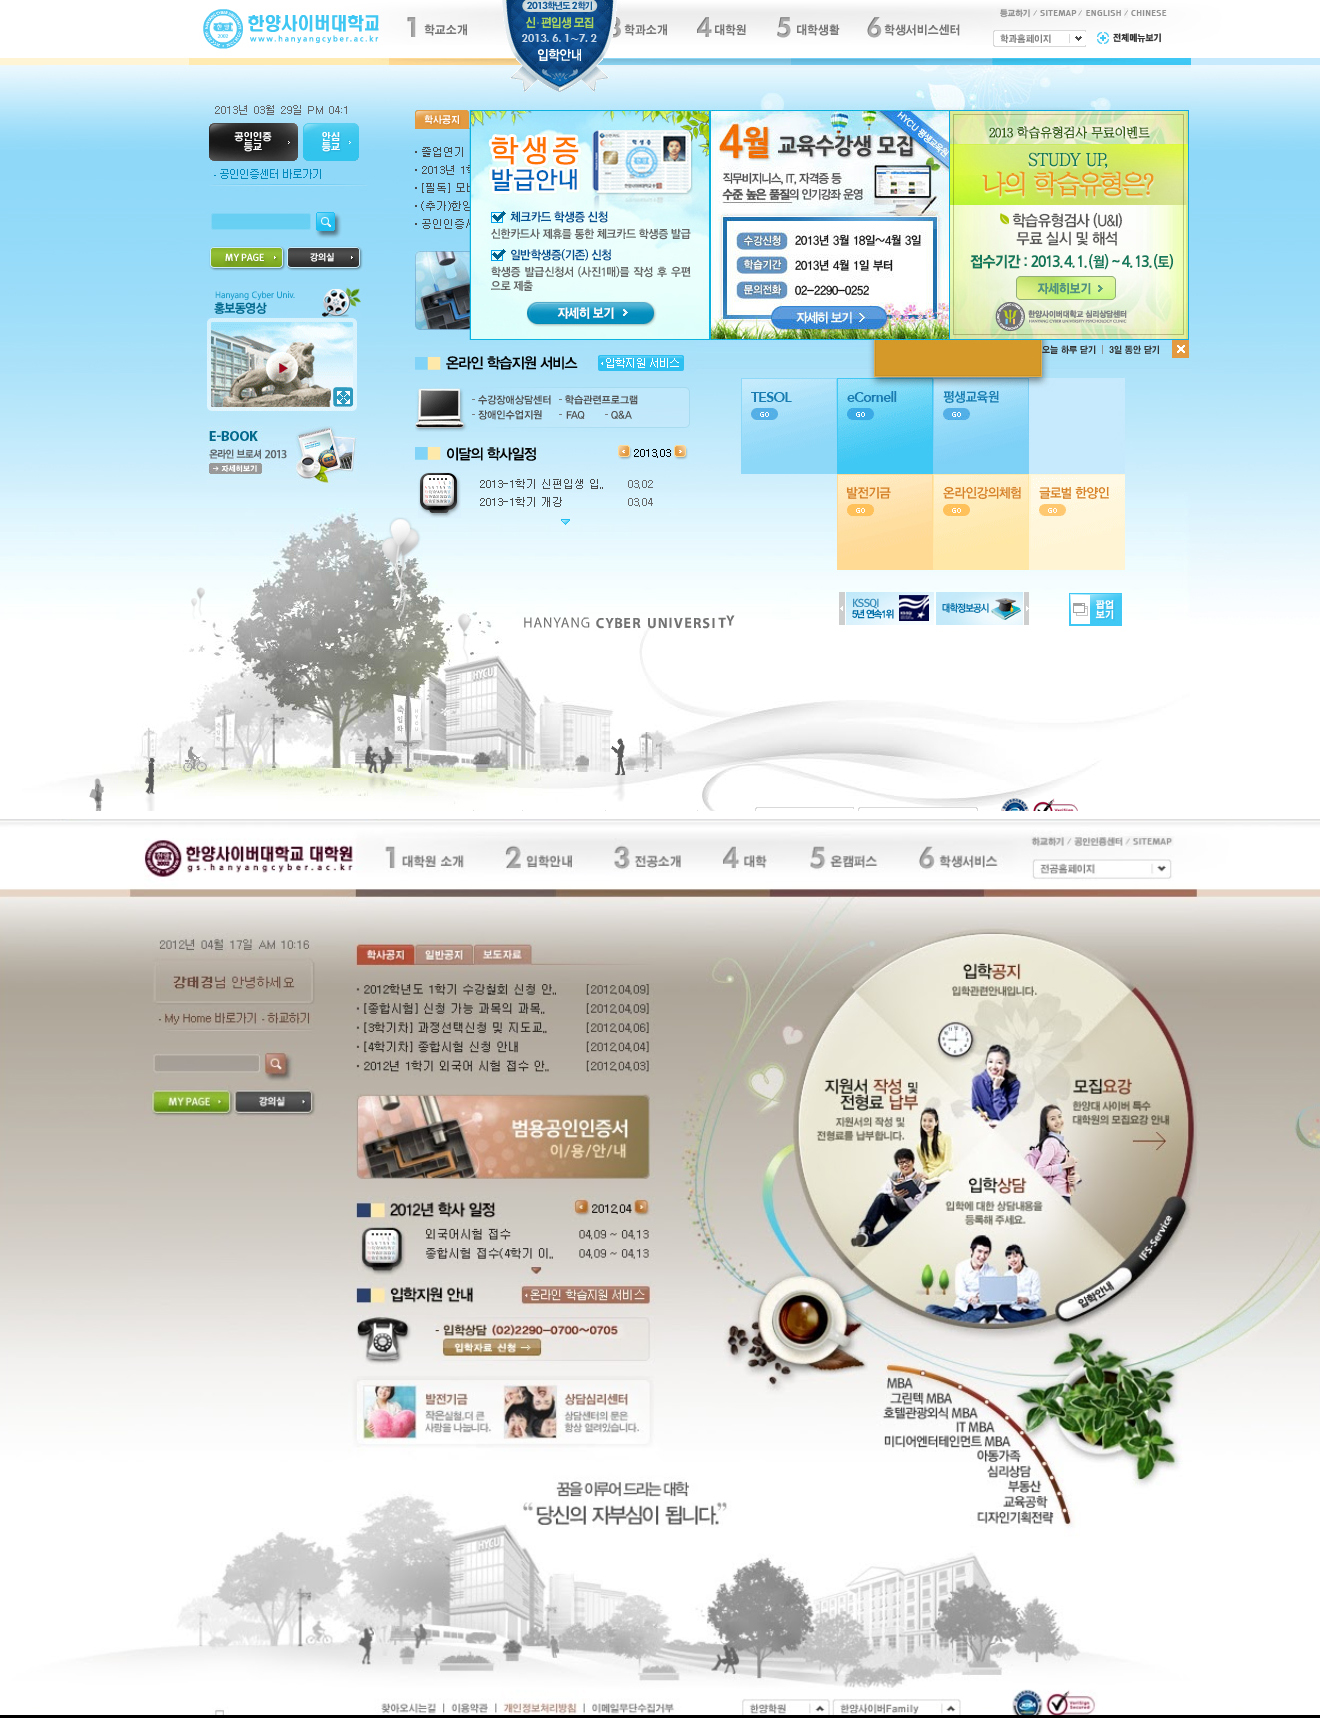 한양사이버대학교
www.hanyangcyber.ac.kr
1 학교소개
2013학년도 2학기
신·편입생 모집
2013. 6. 1~7. 2
입학안내
3 학과소개
4 대학원
5 대학생활
6 학생서비스센터
등교하기 / SITEMAP / ENGLISH / CHINESE
학과홈페이지
전체메뉴보기
2013년 03월 29일 PM 04:1
공인인증
등교
안심
등교
- 공인인증센터 바로가기
MY PAGE
강의실
Hanyang Cyber Univ.
홍보동영상
E-BOOK
온라인 브로셔 2013
자세히보기
학사공지
· 졸업연기
· 2013년 1학
· [필독] 모바
· (추가)한양
· 공인인증서
학생증
발급안내
체크카드 학생증 신청
신한카드사 제휴를 통한 체크카드 학생증 발급
일반학생증(기존) 신청
학생증 발급신청서 (사진1매)를 작성 후 우편
으로 제출
자세히 보기
HYCU 평생교육원
4월 교육수강생 모집
직무비지니스, IT, 자격증 등
수준 높은 품질의 인기강좌 운영
수강신청 2013년 3월 18일~4월 3일
학습기간 2013년 4월 1일 부터
문의전화 02-2290-0252
자세히 보기
2013 학습유형검사 무료이벤트
STUDY UP,
나의 학습유형은?
학습유형검사 (U&I)
무료 실시 및 해석
접수기간 : 2013. 4. 1. (월) ~ 4. 13. (토)
자세히보기
한양사이버대학교 심리상담센터
HANYANG CYBER UNIVERSITY PSYCHOLOGY CLINIC
오늘 하루 닫기 | 3일 동안 닫기
온라인 학습지원 서비스
입학지원 서비스
- 수강장애상담센터 - 학습관련프로그램
- 장애인수업지원 - FAQ - Q&A
이달의 학사일정
2013.03
2013-1학기 신편입생 입.. 03.02
2013-1학기 개강 03.04
TESOL
GO
eCornell
GO
평생교육원
GO
발전기금
GO
온라인강의체험
GO
글로벌 한양인
GO
KSSQI
5년 연속1위
대학정보공시
팝업
보기
HANYANG CYBER UNIVERSITY
HYCU
한양사이버대학교 대학원
gs.hanyangcyber.ac.kr
1 대학원 소개
2 입학안내
3 전공소개
4 대학
5 온캠퍼스
6 학생서비스
하교하기 / 공인인증센터 / SITEMAP
전공홈페이지
2012년 04월 17일 AM 10:16
강태경님 안녕하세요
· My Home 바로가기 · 하교하기
MY PAGE
강의실
학사공지
일반공지
보도자료
· 2012학년도 1학기 수강철회 신청 안.. [2012.04.09]
· [종합시험] 신청 가능 과목의 과목.. [2012.04.09]
· [3학기차] 과정선택신청 및 지도교.. [2012.04.06]
· [4학기차] 종합시험 신청 안내 [2012.04.04]
· 2012년 1학기 외국어 시험 접수 안.. [2012.04.03]
범용공인인증서
이/용/안/내
2012년 학사 일정
2012.04
외국어시험 접수 04.09 ~ 04.13
종합시험 접수(4학기 이.. 04.09 ~ 04.13
입학지원 안내
온라인 학습지원 서비스
- 입학상담 (02)2290-0700~0705
입학자료 신청
발전기금
작은실철,더 큰
사랑을 나눕니다.
상담심리센터
상담센터의 문은
항상 열려있습니다.
입학공지
입학관련안내입니다.
지원서 작성 및
전형료 납부
지원서의 작성 및
전형료를 납부합니다.
모집요강
한양대 사이버 특수
대학원의 모집요강 안내
입학상담
입학에 대한 상담내용을
등록해 주세요.
IFS-Service
입학안내
MBA
그린텍 MBA
호텔관광외식 MBA
IT MBA
미디어엔터테인먼트 MBA
아동가족
심리상담
부동산
교육공학
디자인기획전략
꿈을 이루어 드리는 대학
“당신의 자부심이 됩니다.”
HYCU
찾아오시는길 | 이용약관 | 개인정보처리방침 | 이메일무단수집거부
한양학원
한양사이버Family